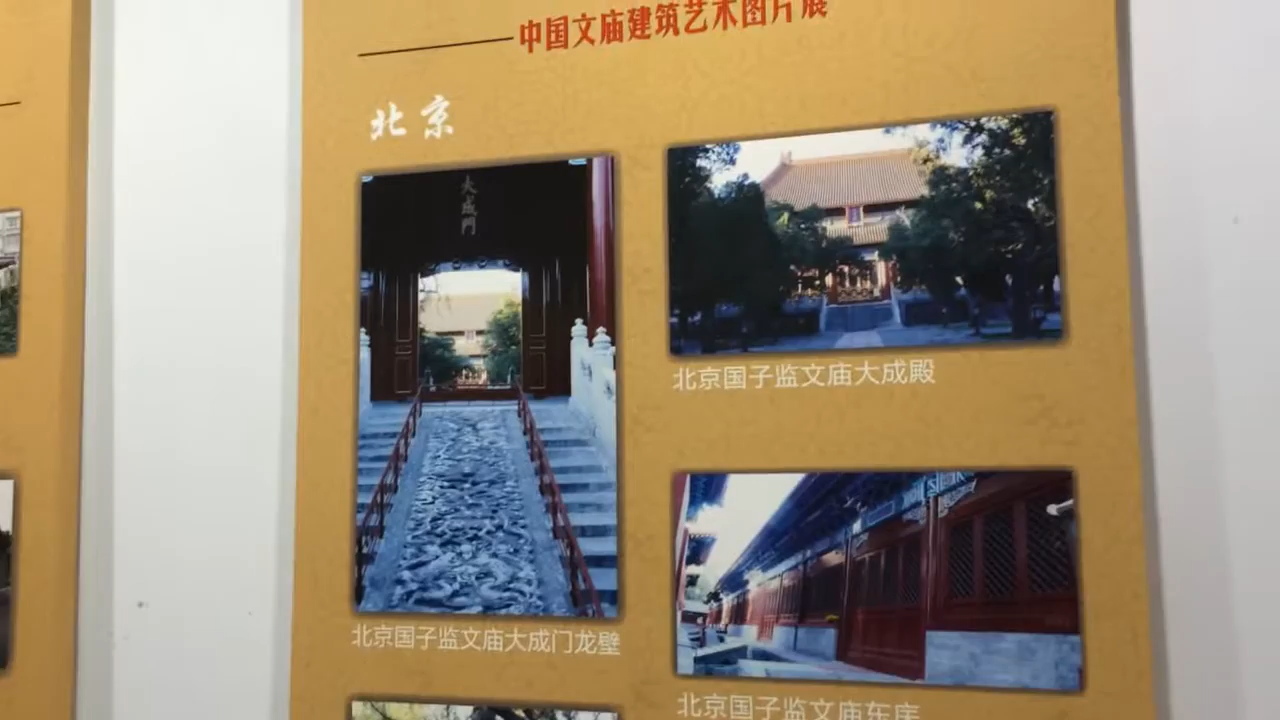 中国文庙建筑艺术图片展
北京
大成門
北京国子监文庙大成殿
北京国子监文庙大成门龙壁
北京国子监文庙东庑